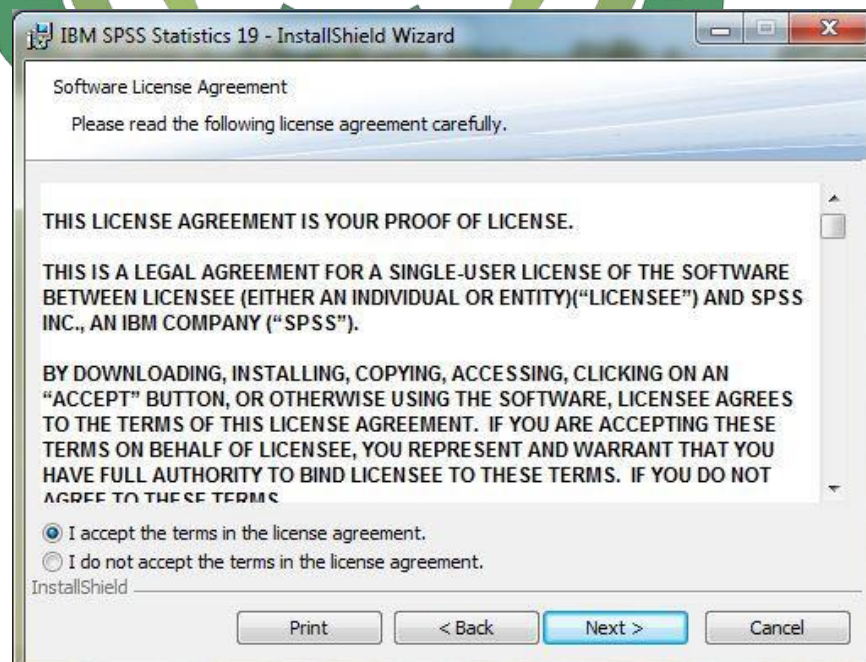 IBM SPSS Statistics 19 - InstallShield Wizard
Software License Agreement
Please read the following license agreement carefully.
THIS LICENSE AGREEMENT IS YOUR PROOF OF LICENSE.
THIS IS A LEGAL AGREEMENT FOR A SINGLE-USER LICENSE OF THE SOFTWARE
BETWEEN LICENSEE (EITHER AN INDIVIDUAL OR ENTITY)(“LICENSEE”) AND SPSS
INC., AN IBM COMPANY (“SPSS”).
BY DOWNLOADING, INSTALLING, COPYING, ACCESSING, CLICKING ON AN
“ACCEPT” BUTTON, OR OTHERWISE USING THE SOFTWARE, LICENSEE AGREES
TO THE TERMS OF THIS LICENSE AGREEMENT. IF YOU ARE ACCEPTING THESE
TERMS ON BEHALF OF LICENSEE, YOU REPRESENT AND WARRANT THAT YOU
HAVE FULL AUTHORITY TO BIND LICENSEE TO THESE TERMS. IF YOU DO NOT
AGREE TO THESE TERMS
I accept the terms in the license agreement.
I do not accept the terms in the license agreement.
InstallShield
Print
< Back
Next >
Cancel